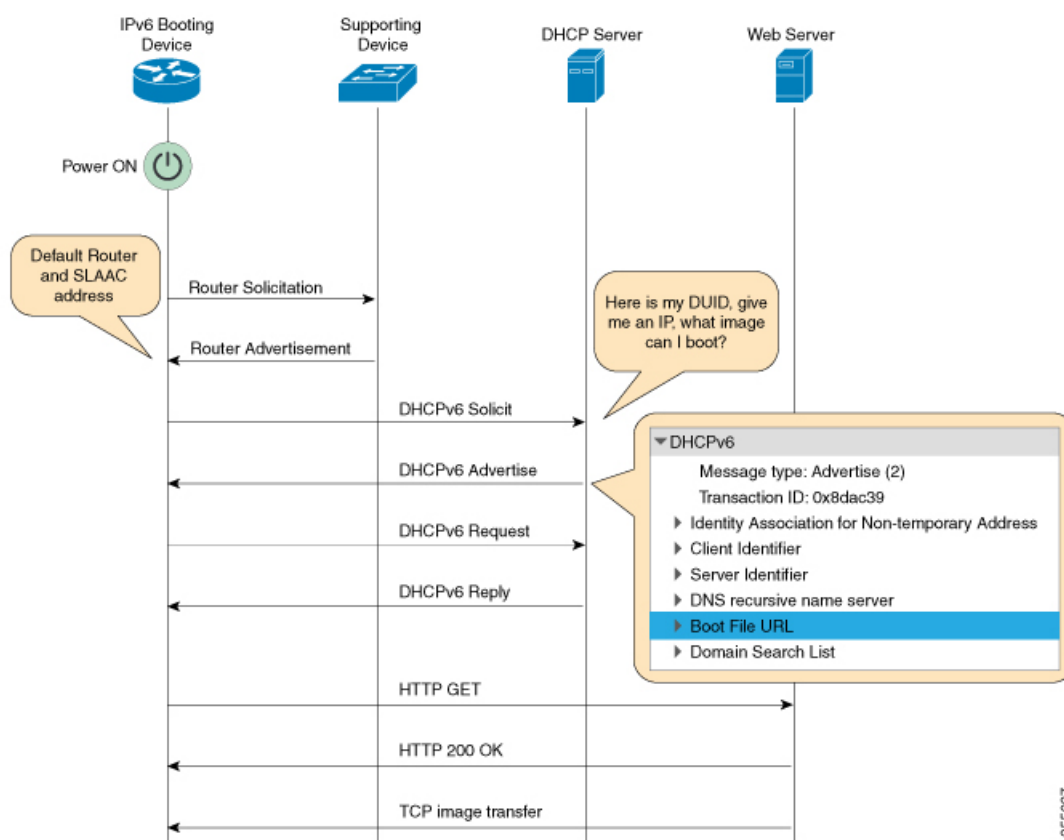 IPv6 Booting
Device
Supporting
Device
DHCP Server
Web Server
Power ON
Default Router
and SLAAC
address
Router Solicitation
Here is my DUID, give
me an IP, what image
can I boot?
Router Advertisement
DHCPv6 Solicit
DHCPv6 Advertise
DHCPv6
Message type: Advertise (2)
Transaction ID: 0x8dac39
Identity Association for Non-temporary Address
Client Identifier
Server Identifier
DNS recursive name server
Boot File URL
Domain Search List
DHCPv6 Request
DHCPv6 Reply
HTTP GET
HTTP 200 OK
TCP image transfer